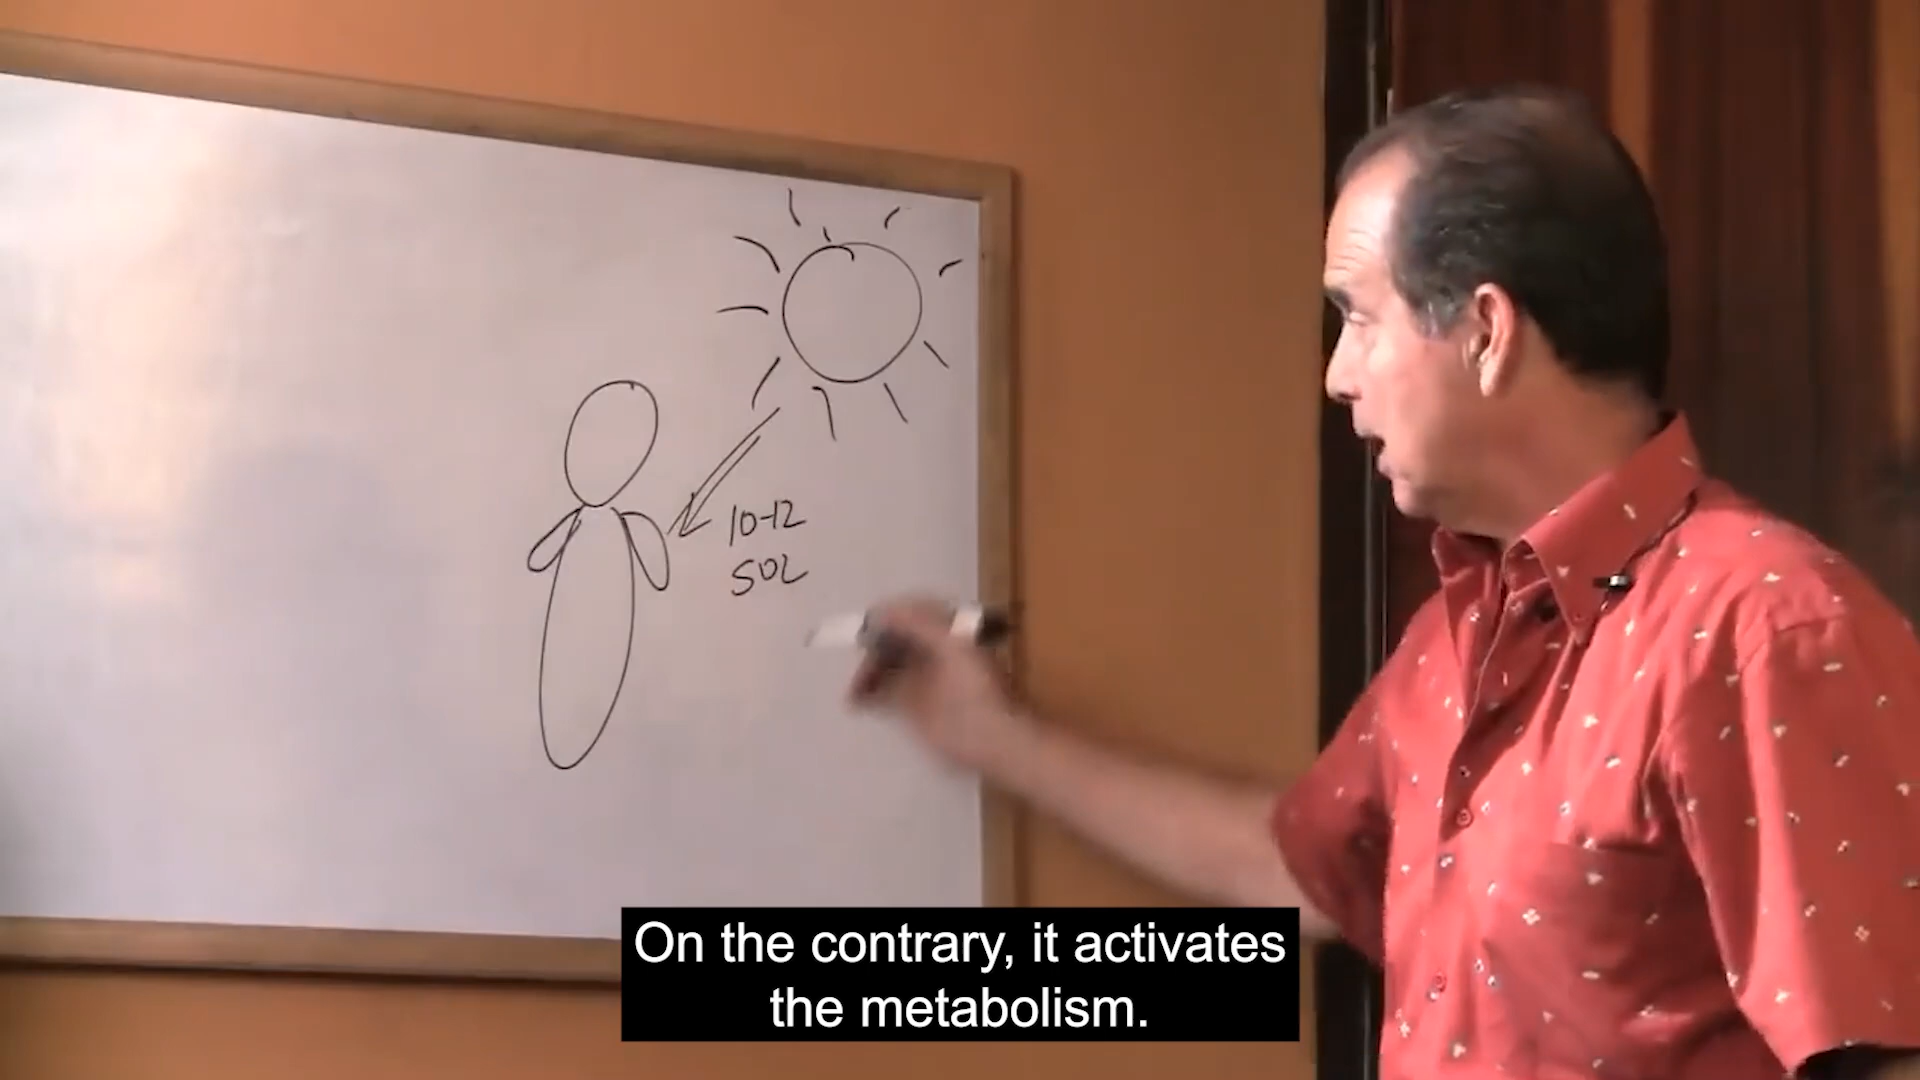 10-12
SOL
On the contrary, it activates
the metabolism.